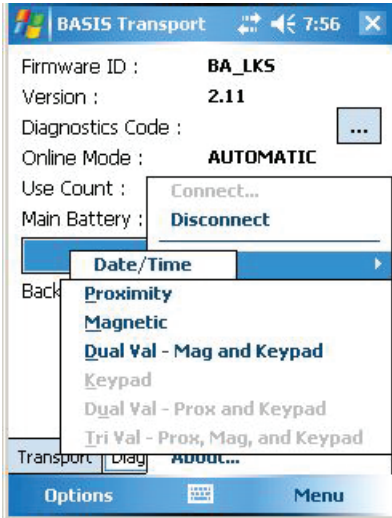 BASIS Transport 7:56
Firmware ID : BA_LKS
Version : 2.11
Diagnostics Code : ...
Online Mode : AUTOMATIC
Use Count : Connect...
Main Battery : Disconnect
Date/Time
Back
Proximity
Magnetic
Dual Val - Mag and Keypad
Keypad
Dual Val - Prox and Keypad
Tri Val - Prox, Mag, and Keypad
Transport Diag About...
Options Menu